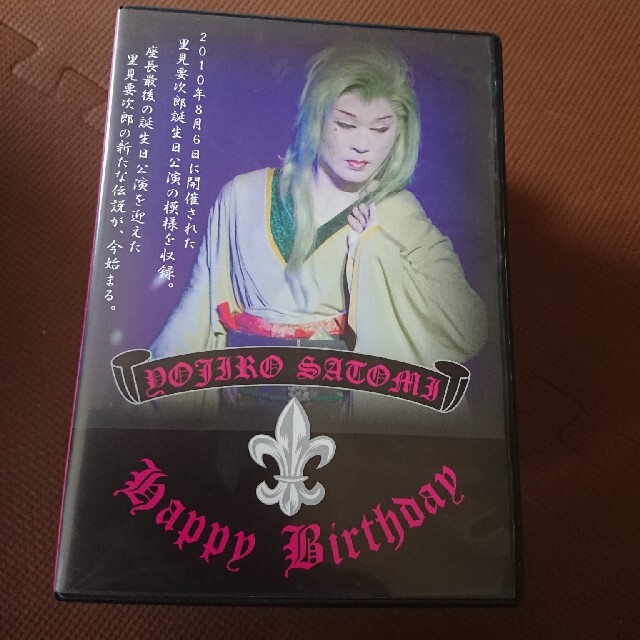 2010年8月6日に開催された
里見要次郎誕生日公演の模様を収録。
座長最後の誕生日公演を迎えた
里見要次郎の新たな伝説が、今始まる。
YOJIRO SATOMI
Happy Birthday